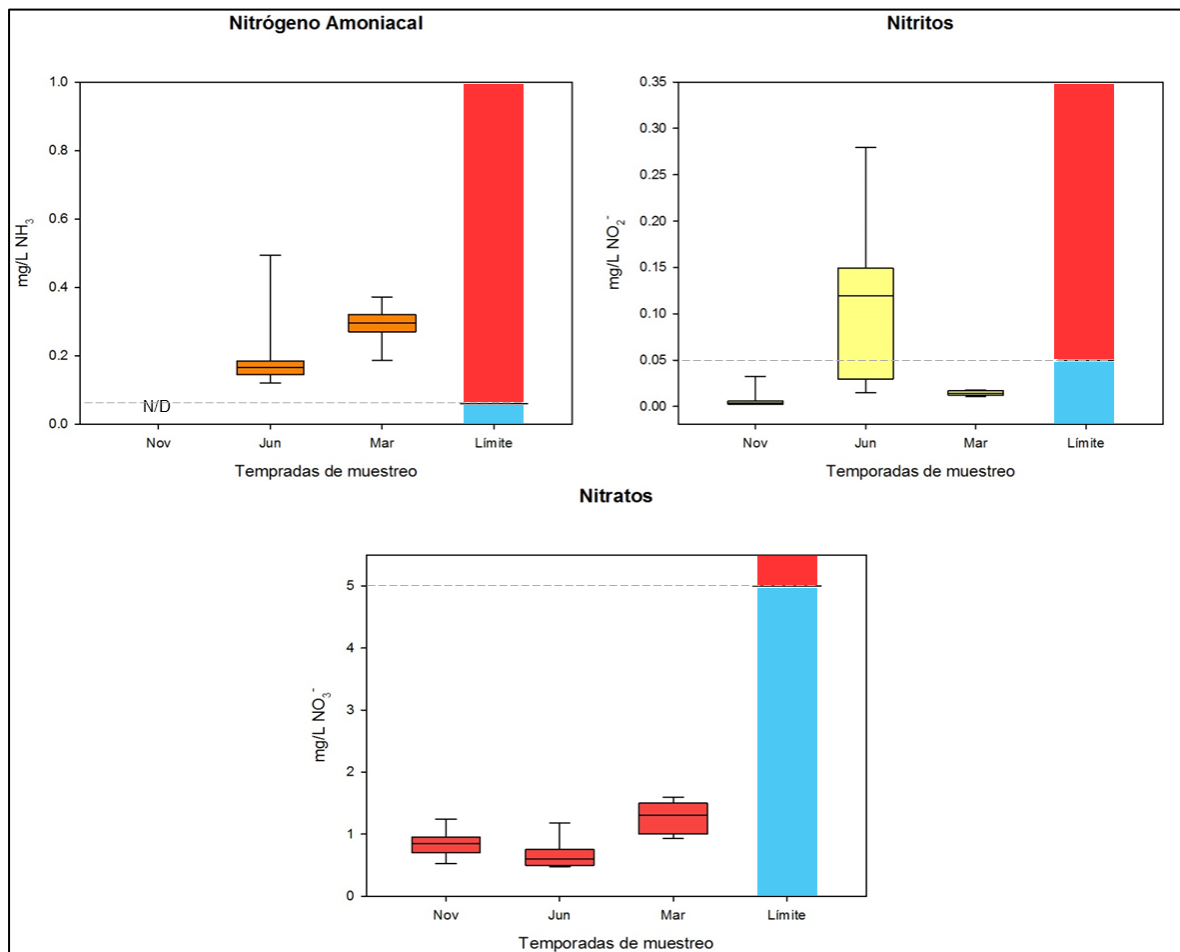 Nitrógeno Amoniacal
1.0
0.8
0.6
0.4
0.2
0.0
mg/L NH₃
N/D
Nov Jun Mar Límite
Tempradas de muestreo
Nitritos
0.35
0.30
0.25
0.20
0.15
0.10
0.05
0.00
mg/L NO₂⁻
Nov Jun Mar Límite
Temporadas de muestreo
Nitratos
5
4
3
2
1
0
mg/L NO₃⁻
Nov Jun Mar Límite
Temporadas de muestreo